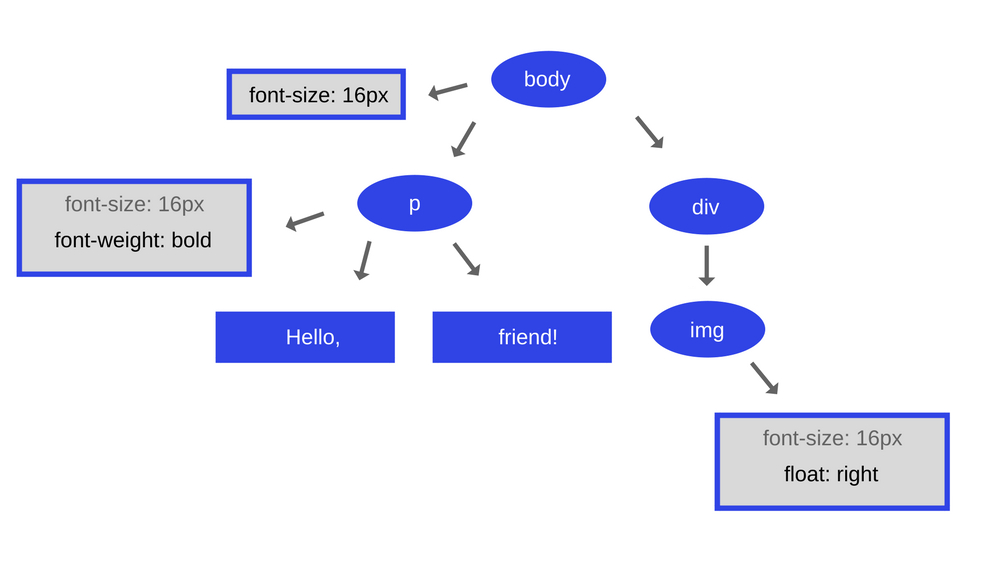 body
font-size: 16px
p
div
font-size: 16px
font-weight: bold
Hello,
friend!
img
font-size: 16px
float: right